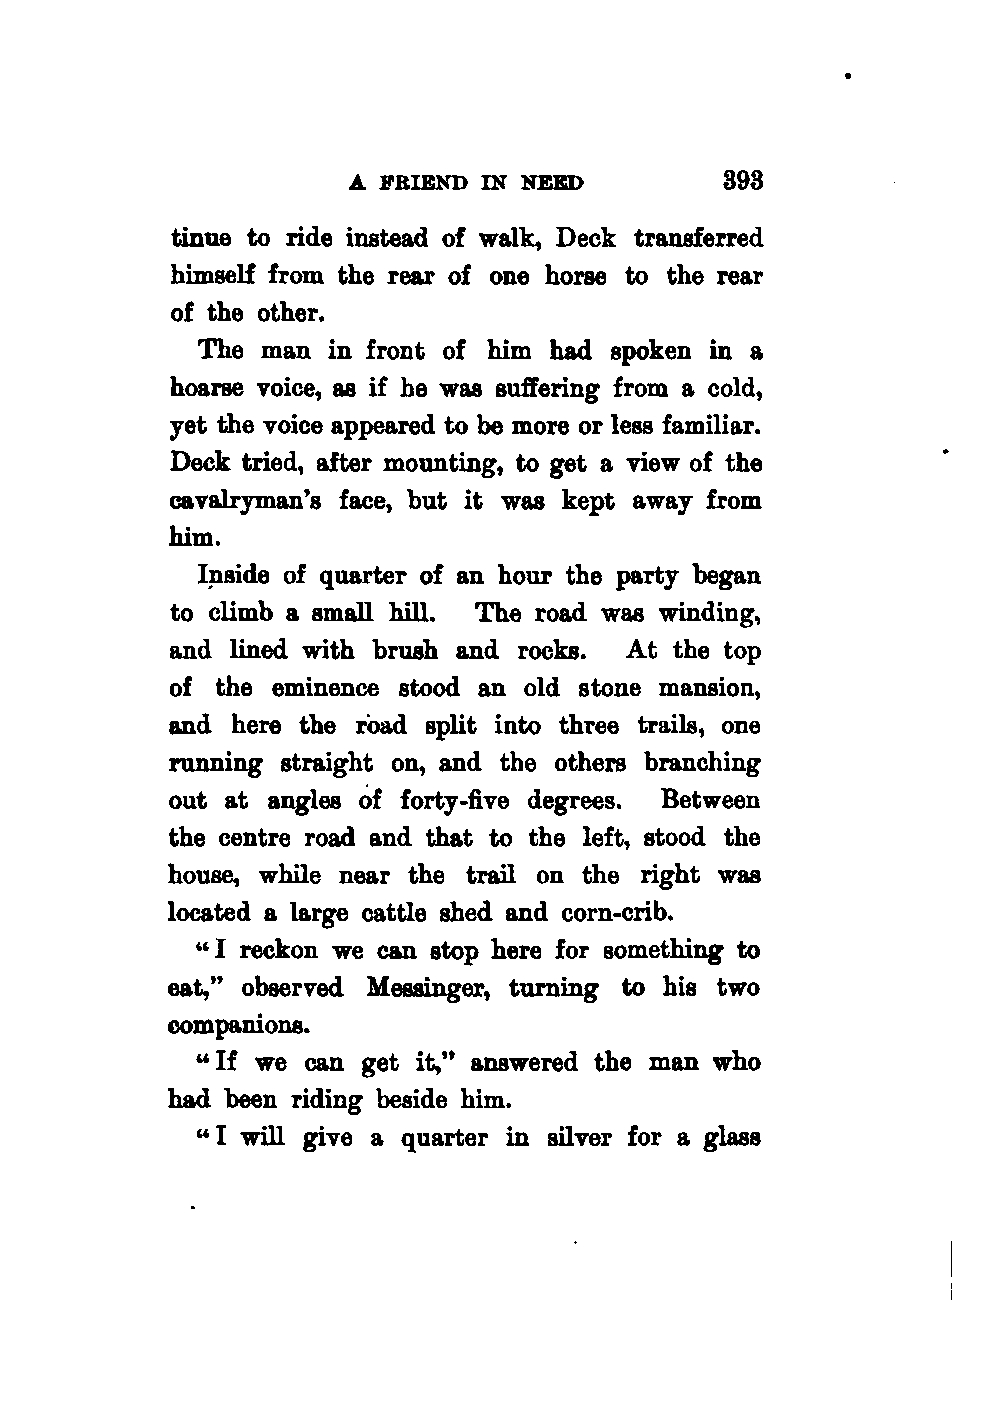 A FRIEND IN NEED 393
tinue to ride instead of walk, Deck transferred
himself from the rear of one horse to the rear
of the other.
The man in front of him had spoken in a
hoarse voice, as if he was suffering from a cold,
yet the voice appeared to be more or less familiar.
Deck tried, after mounting, to get a view of the
cavalryman's face, but it was kept away from
him.
Inside of quarter of an hour the party began
to climb a small hill. The road was winding,
and lined with brush and rocks. At the top
of the eminence stood an old stone mansion,
and here the road split into three trails, one
running straight on, and the others branching
out at angles of forty-five degrees. Between
the centre road and that to the left, stood the
house, while near the trail on the right was
located a large cattle shed and corn-crib.
"I reckon we can stop here for something to
eat," observed Messinger, turning to his two
companions.
"If we can get it," answered the man who
had been riding beside him.
"I will give a quarter in silver for a glass